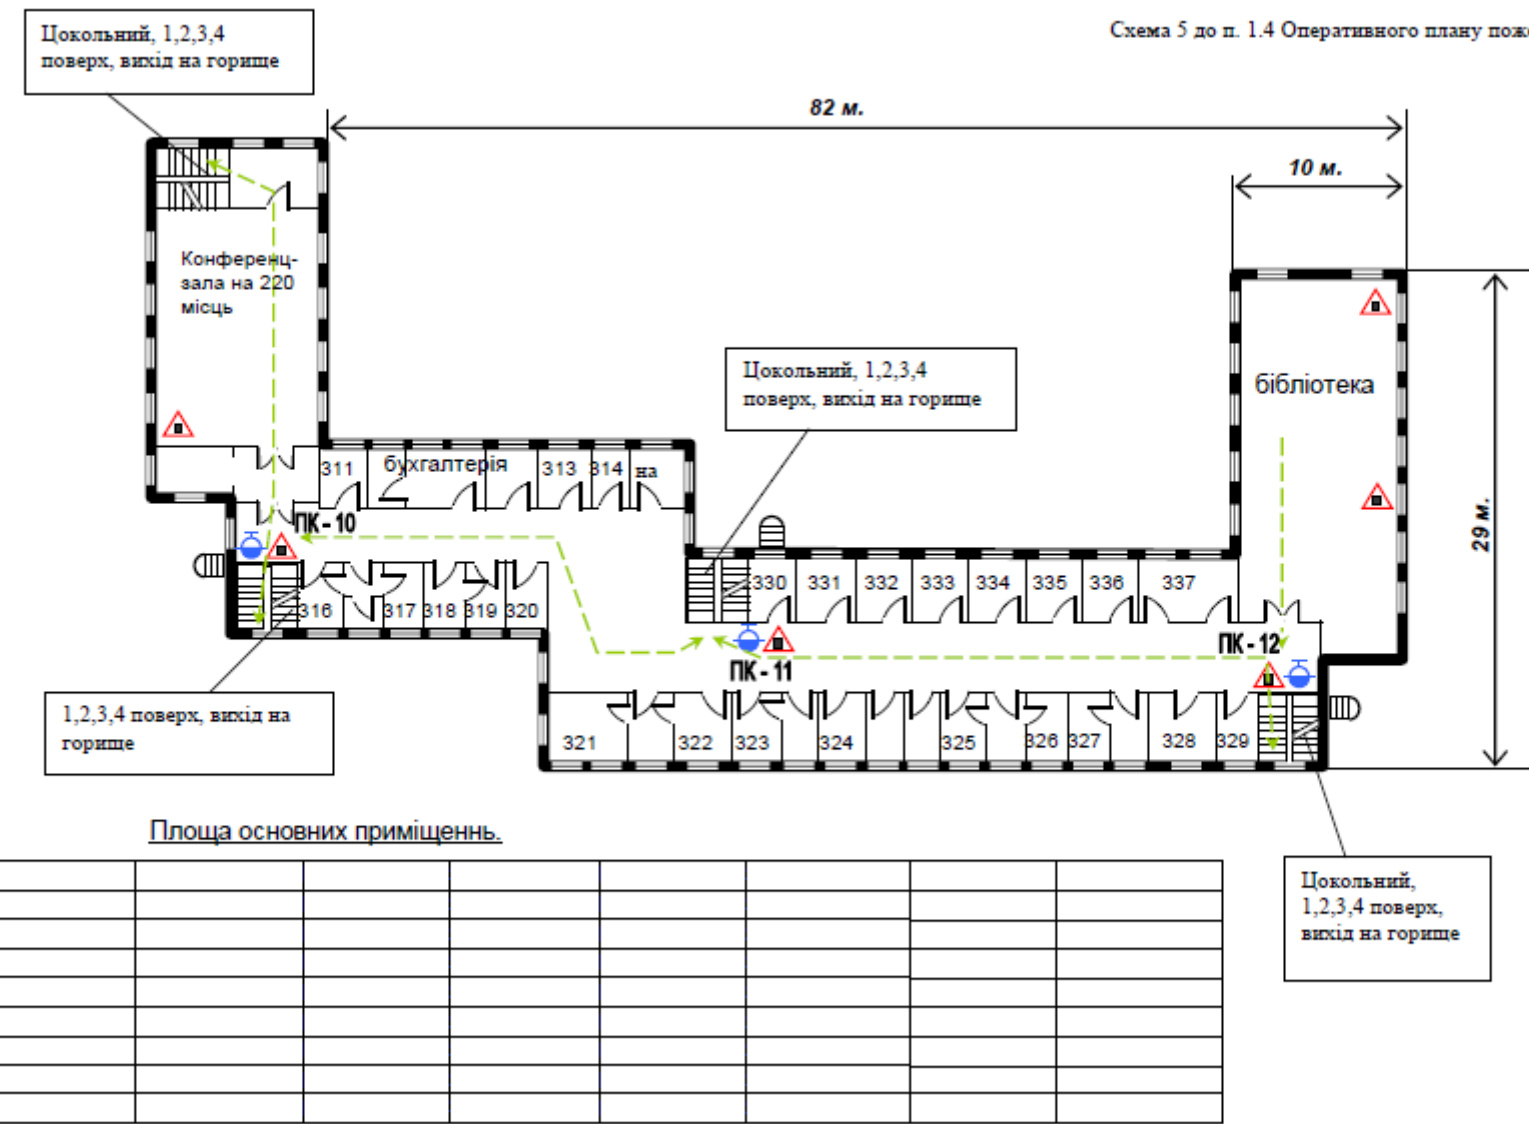 Схема 5 до п. 1.4 Оперативного плану
Цокольний, 1,2,3,4
поверх, вихід на горище
82 м.
10 м.
Конференц-
зала на 220
місць
Цокольний, 1,2,3,4
поверх, вихід на горище
бібліотека
29 м.
311
бухгалтерія
313
314
на
ПК - 10
316
317
318
319
320
330
331
332
333
334
335
336
337
ПК - 11
ПК - 12
321
322
323
324
325
326
327
328
329
1,2,3,4 поверх, вихід на
горище
Площа основних приміщеннь.
Цокольний,
1,2,3,4 поверх,
вихід на горище